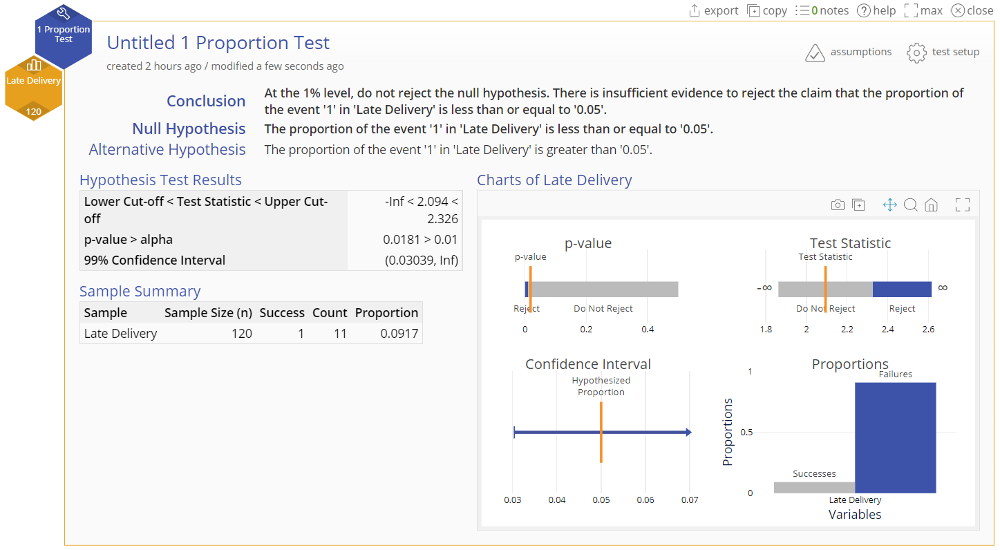 export copy 0 notes help max close
1 Proportion
Test
Late Delivery
120
Untitled 1 Proportion Test
created 2 hours ago / modified a few seconds ago
assumptions test setup
Conclusion
At the 1% level, do not reject the null hypothesis. There is insufficient evidence to reject the claim that the proportion of
the event '1' in 'Late Delivery' is less than or equal to '0.05'.
Null Hypothesis
The proportion of the event '1' in 'Late Delivery' is less than or equal to '0.05'.
Alternative Hypothesis
The proportion of the event '1' in 'Late Delivery' is greater than '0.05'.
Hypothesis Test Results
Lower Cut-off < Test Statistic < Upper Cut-
off
-Inf < 2.094 <
2.326
p-value > alpha 0.0181 > 0.01
99% Confidence Interval (0.03039, Inf)
Sample Summary
Sample Sample Size (n) Success Count Proportion
Late Delivery 120 1 11 0.0917
Charts of Late Delivery
p-value
p-value
Reject Do Not Reject
0 0.2 0.4
Test Statistic
Test Statistic
-∞ ∞
Do Not Reject Reject
1.8 2 2.2 2.4 2.6
Confidence Interval
Hypothesized
Proportion
0.03 0.04 0.05 0.06 0.07
Proportions
Failures
1
0.5
0
Proportions
Successes
Late Delivery
Variables